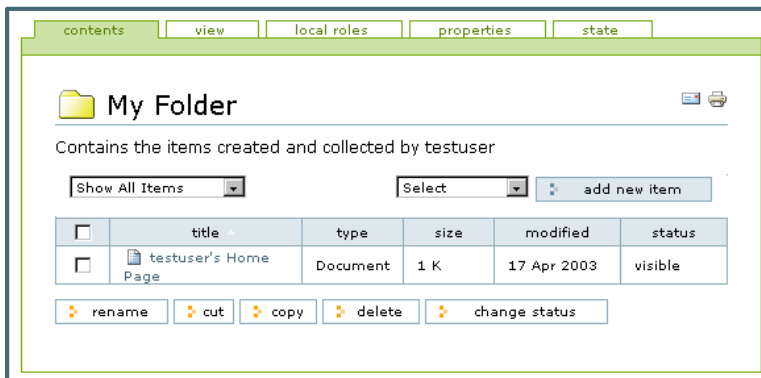 contents view local roles properties state
My Folder
Contains the items created and collected by testuser
Show All Items Select add new item
title type size modified status
testuser's Home Page Document 1 K 17 Apr 2003 visible
rename cut copy delete change status